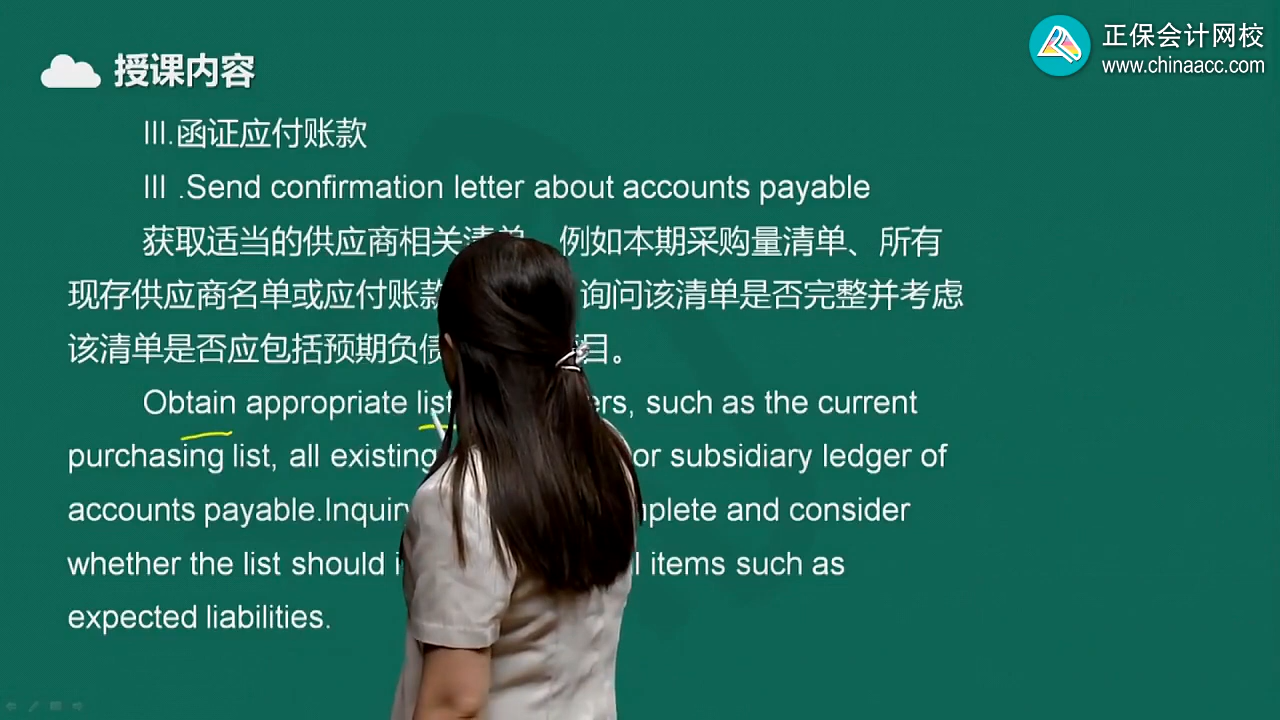 正保会计网校
www.chinaacc.com
授课内容
III.函证应付账款
III .Send confirmation letter about accounts payable
获取适当的供应商相关清单 例如本期采购量清单、所有
现存供应商名单或应付账款 询问该清单是否完整并考虑
该清单是否应包括预期负债 目。
Obtain appropriate list such as the current
purchasing list, all existing or subsidiary ledger of
accounts payable. and consider
whether the list should items such as
expected liabilities.